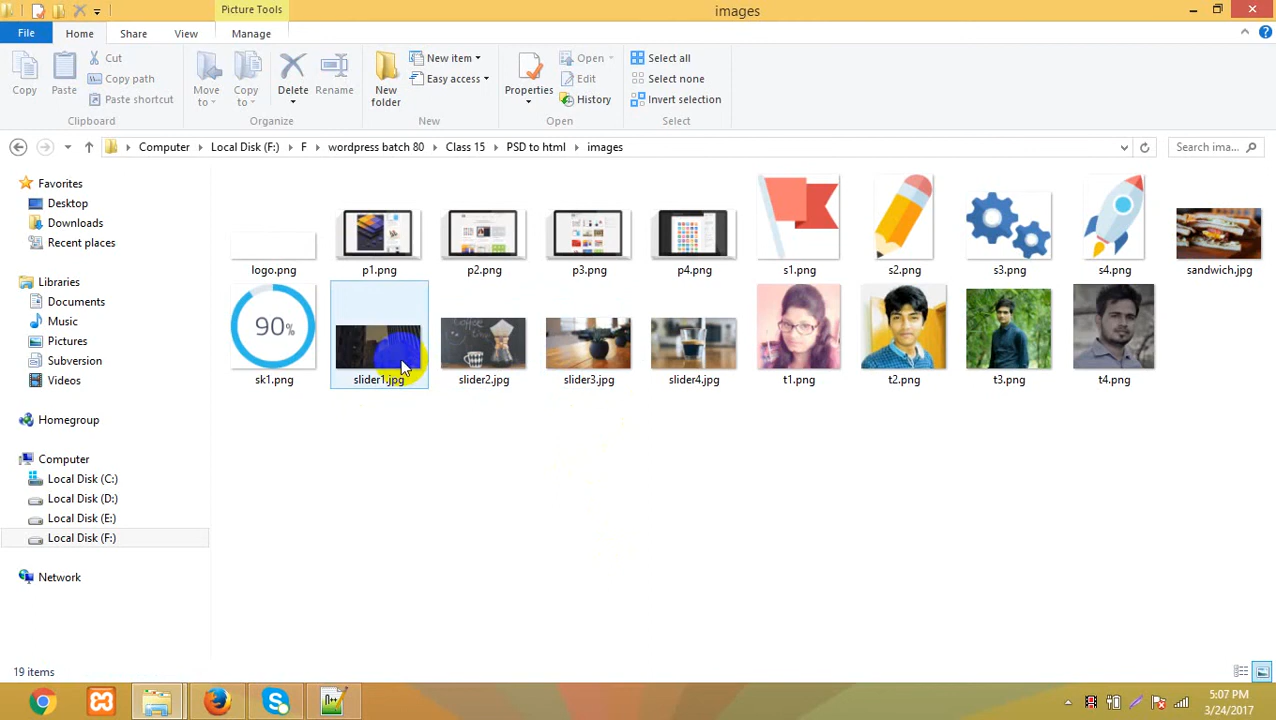 Picture Tools
images
File
Home
Share
View
Manage
Copy
Paste
Cut
Copy path
Paste shortcut
Clipboard
Move to
Copy to
Delete
Rename
Organize
New folder
New item
Easy access
New
Properties
Open
Edit
History
Open
Select all
Select none
Invert selection
Select
Computer
Local Disk (F:)
F
wordpress batch 80
Class 15
PSD to html
images
Search ima...
Favorites
Desktop
Downloads
Recent places
Libraries
Documents
Music
Pictures
Subversion
Videos
Homegroup
Computer
Local Disk (C:)
Local Disk (D:)
Local Disk (E:)
Local Disk (F:)
Network
logo.png
p1.png
p2.png
p3.png
p4.png
s1.png
s2.png
s3.png
s4.png
sandwich.jpg
90%
Coffee
sk1.png
slider1.jpg
slider2.jpg
slider3.jpg
slider4.jpg
t1.png
t2.png
t3.png
t4.png
19 items
5:07 PM
3/24/2017